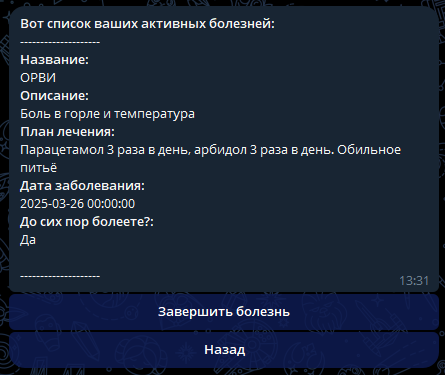 Вот список ваших активных болезней:
--------------------
Название:
ОРВИ
Описание:
Боль в горле и температура
План лечения:
Парацетамол 3 раза в день, арбидол 3 раза в день. Обильное
питьё
Дата заболевания:
2025-03-26 00:00:00
До сих пор болеете?:
Да
--------------------
13:31
Завершить болезнь
Назад